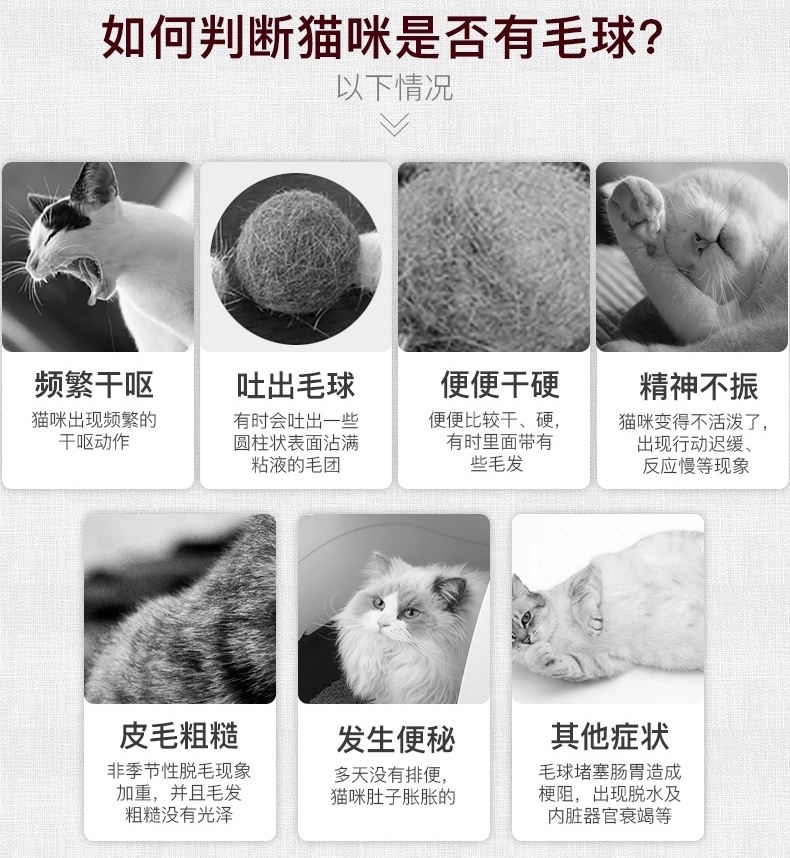 如何判断猫咪是否有毛球?
以下情况
频繁干呕
猫咪出现频繁的
干呕动作
吐出毛球
有时会吐出一些
圆柱状表面沾满
粘液的毛团
便便干硬
便便比较干、硬,
有时里面带有
些毛发
精神不振
猫咪变得不活泼了,
出现行动迟缓、
反应慢等现象
皮毛粗糙
非季节性脱毛现象
加重,并且毛发
粗糙没有光泽
发生便秘
多天没有排便,
猫咪肚子胀胀的
其他症状
毛球堵塞肠胃造成
梗阻,出现脱水及
内脏器官衰竭等